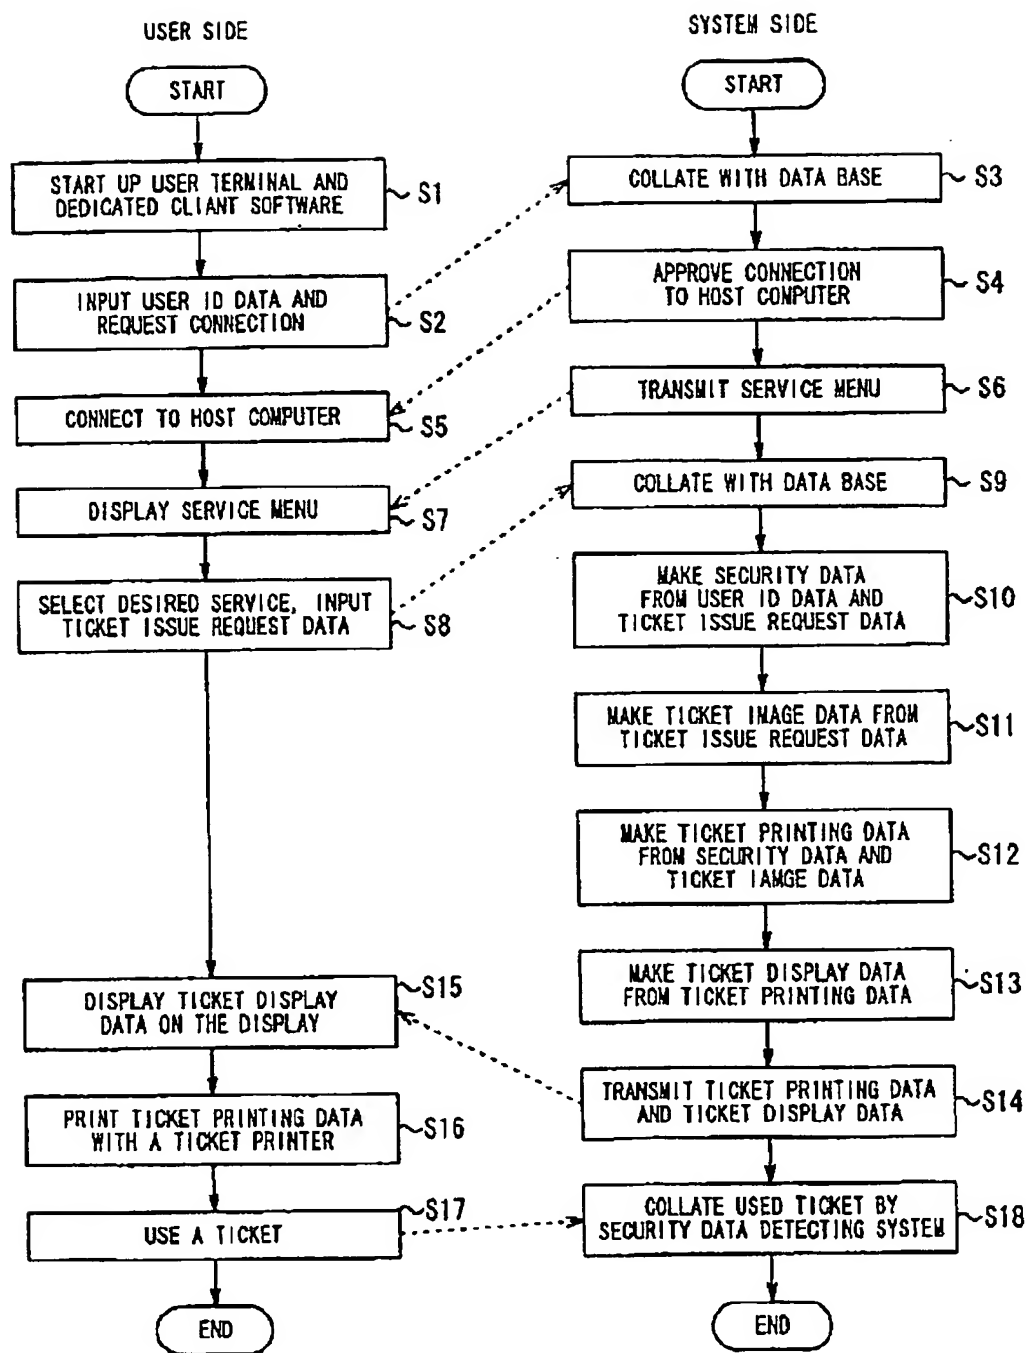 USER SIDE
START
START UP USER TERMINAL AND
DEDICATED CLIANT SOFTWARE
S1
INPUT USER ID DATA AND
REQUEST CONNECTION
S2
CONNECT TO HOST COMPUTER
S5
DISPLAY SERVICE MENU
S7
SELECT DESIRED SERVICE, INPUT
TICKET ISSUE REQUEST DATA
S8
DISPLAY TICKET DISPLAY
DATA ON THE DISPLAY
S15
PRINT TICKET PRINTING DATA
WITH A TICKET PRINTER
S16
USE A TICKET
S17
END
SYSTEM SIDE
START
COLLATE WITH DATA BASE
S3
APPROVE CONNECTION
TO HOST COMPUTER
S4
TRANSMIT SERVICE MENU
S6
COLLATE WITH DATA BASE
S9
MAKE SECURITY DATA
FROM USER ID DATA AND
TICKET ISSUE REQUEST DATA
S10
MAKE TICKET IMAGE DATA FROM
TICKET ISSUE REQUEST DATA
S11
MAKE TICKET PRINTING DATA
FROM SECURITY DATA AND
TICKET IAMGE DATA
S12
MAKE TICKET DISPLAY DATA
FROM TICKET PRINTING DATA
S13
TRANSMIT TICKET PRINTING DATA
AND TICKET DISPLAY DATA
S14
COLLATE USED TICKET BY
SECURITY DATA DETECTING SYSTEM
S18
END